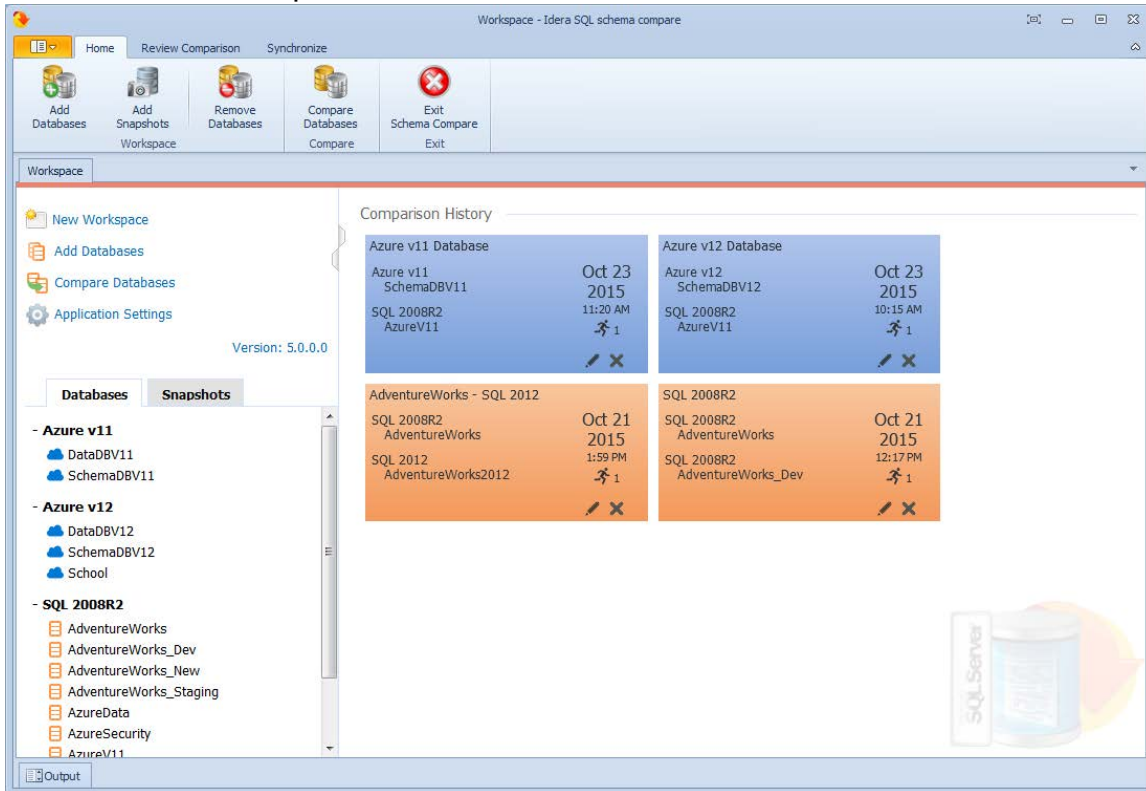 Workspace - Idera SQL schema compare
Home Review Comparison Synchronize
Add Databases
Add Snapshots
Remove Databases
Compare Databases
Exit Schema Compare
Workspace
Compare
Exit
Workspace
New Workspace
Add Databases
Compare Databases
Application Settings
Version: 5.0.0.0
Databases Snapshots
- Azure v11
DataDBV11
SchemaDBV11
- Azure v12
DataDBV12
SchemaDBV12
School
- SQL 2008R2
AdventureWorks
AdventureWorks_Dev
AdventureWorks_New
AdventureWorks_Staging
AzureData
AzureSecurity
AzureV11
Comparison History
Azure v11 Database
Azure v11
SchemaDBV11
SQL 2008R2
AzureV11
Oct 23
2015
11:20 AM
1
Azure v12 Database
Azure v12
SchemaDBV12
SQL 2008R2
AzureV11
Oct 23
2015
10:15 AM
1
AdventureWorks - SQL 2012
SQL 2008R2
AdventureWorks
SQL 2012
AdventureWorks2012
Oct 21
2015
1:59 PM
1
SQL 2008R2
SQL 2008R2
AdventureWorks
SQL 2008R2
AdventureWorks_Dev
Oct 21
2015
12:17 PM
1
SQLServer
Output